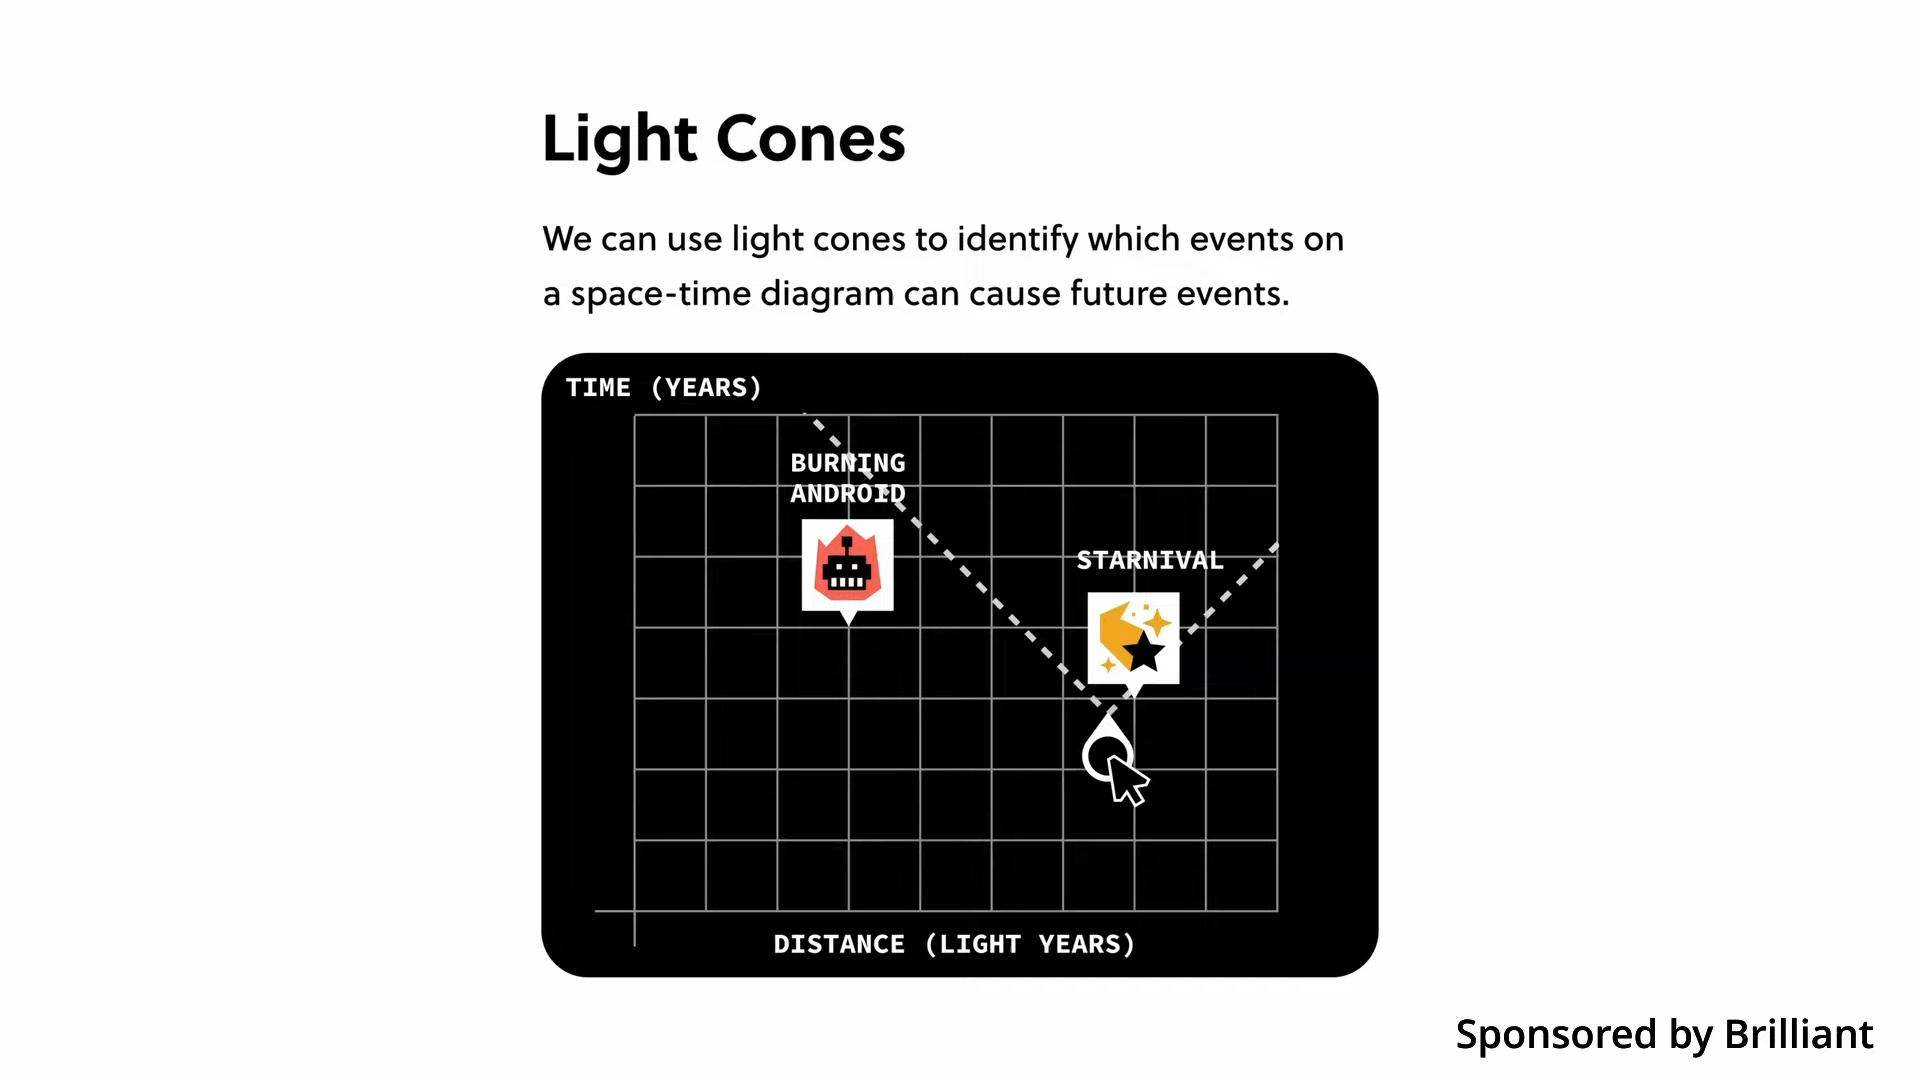 Light Cones
We can use light cones to identify which events on
a space-time diagram can cause future events.
TIME (YEARS)
BURNING
ANDROID
STARNIVAL
DISTANCE (LIGHT YEARS)
Sponsored by Brilliant